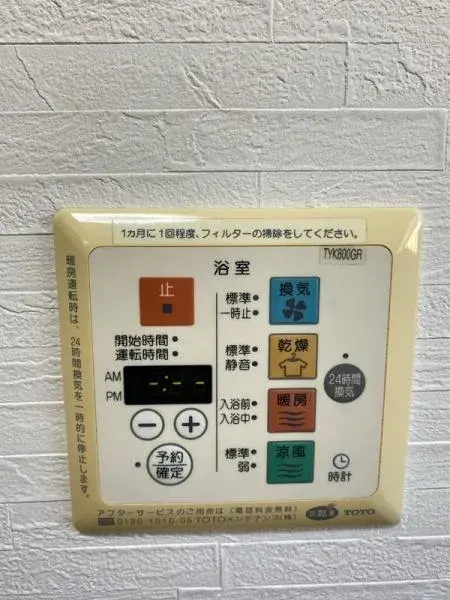 1カ月に1回程度、フィルターの掃除をしてください。
TYK800GR
浴室
暖房運転時は、24時間換気を一時的に停止します。
止
標準
一時止
換気
開始時間
運転時間
標準
静音
乾燥
AM
PM
-:-
24時間
換気
入浴前
入浴中
暖房
予約
確定
標準
弱
涼風
時計
アフターサービスのご用命は(電話料金無料)
0120 1010-05 TOTOメンテナンス(株)
TOTO